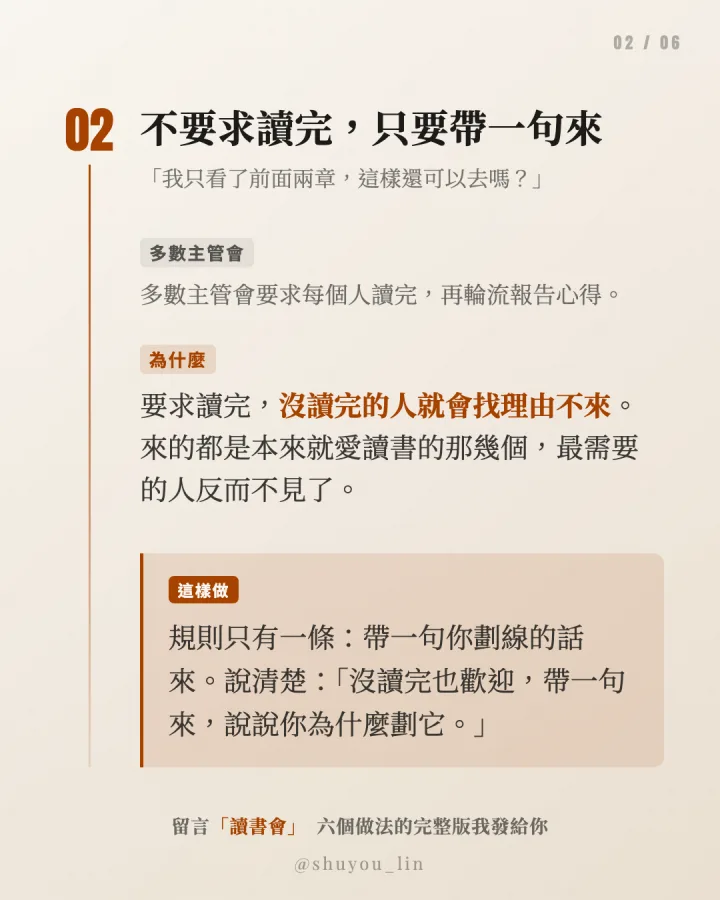 02 / 06
02 不要求讀完，只要帶一句來
「我只看了前面兩章，這樣還可以去嗎？」
多數主管會
多數主管會要求每個人讀完，再輪流報告心得。
為什麼
要求讀完，沒讀完的人就會找理由不來。
來的都是本來就愛讀書的那幾個，最需要
的人反而不見了。
這樣做
規則只有一條：帶一句你劃線的話
來。說清楚：「沒讀完也歡迎，帶一句
來，說說你為什麼劃它。」
留言「讀書會」 六個做法的完整版我發給你
@shuyou_lin